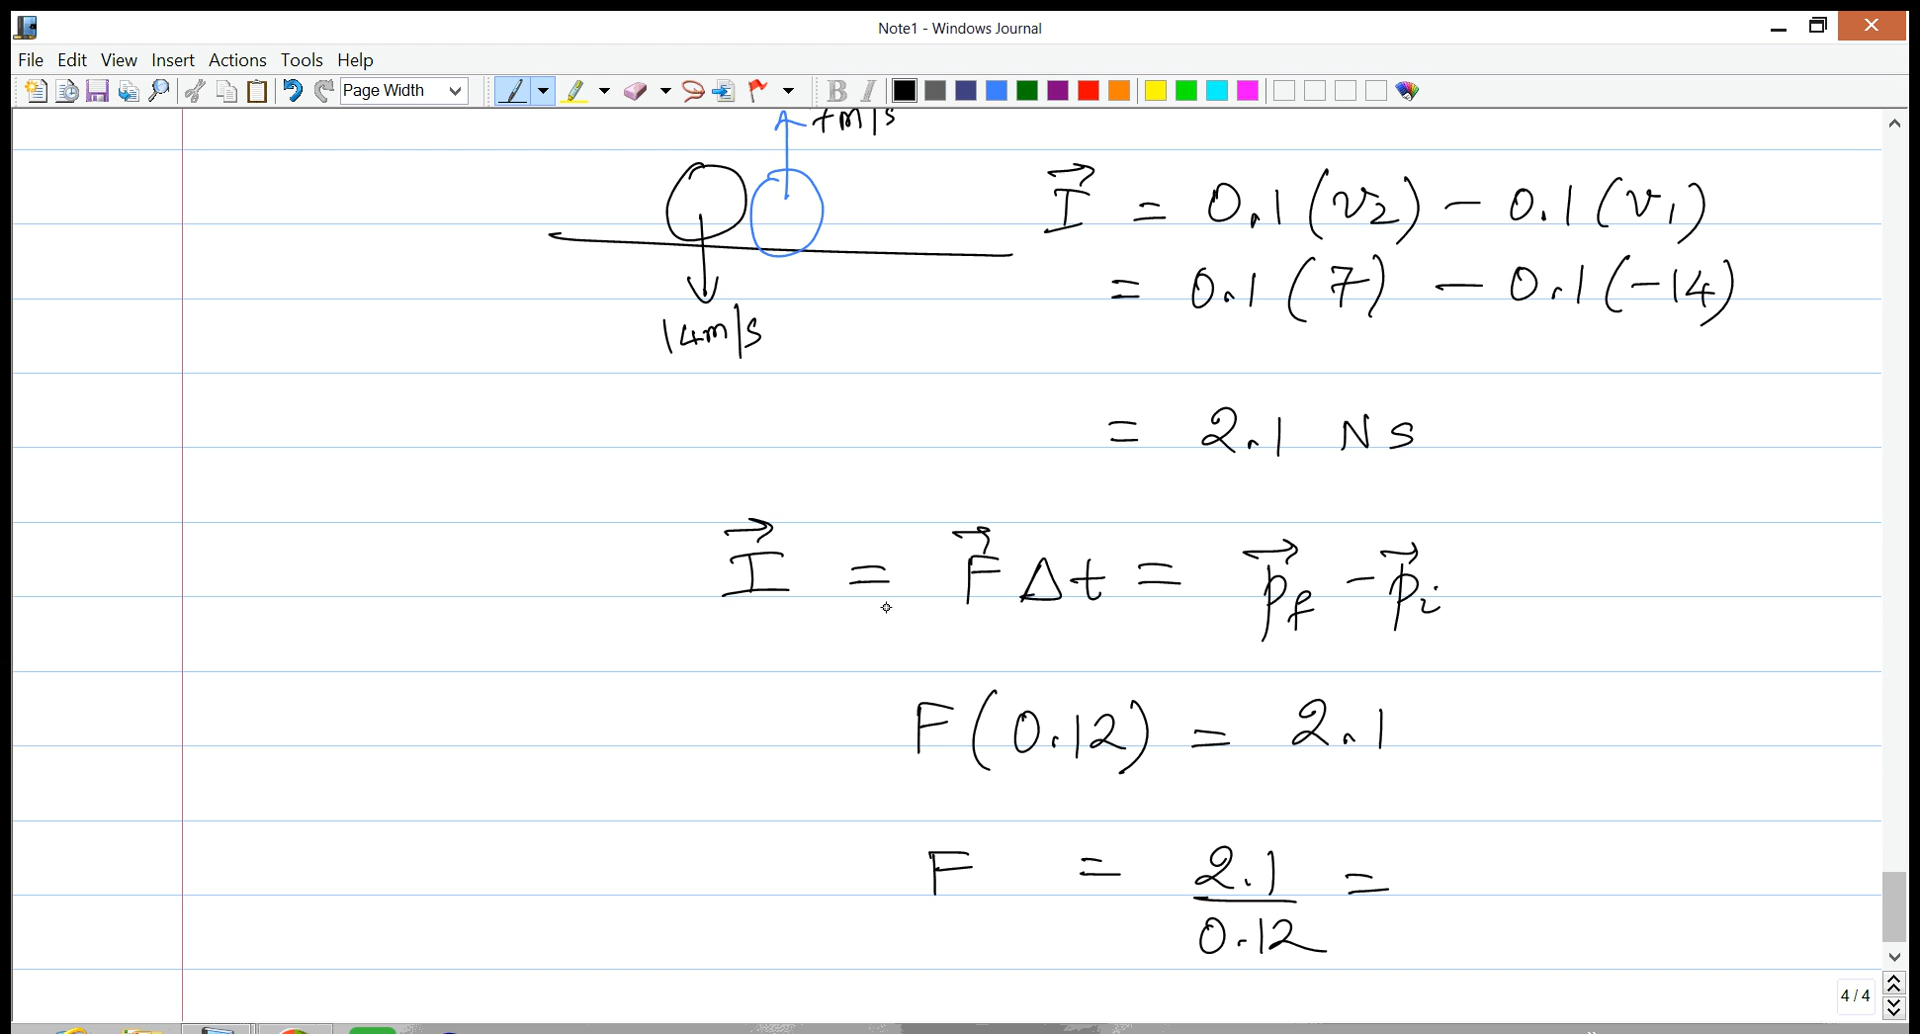 Note1 - Windows Journal
File Edit View Insert Actions Tools Help
Page Width B I
m/s
I⃗ = 0.1(v₂) - 0.1(v₁)
= 0.1(7) - 0.1(-14)
14m/s
= 2.1 Ns
I⃗ = F⃗ Δt = p⃗f - p⃗i
F(0.12) = 2.1
F = 2.1/0.12 =
4 / 4